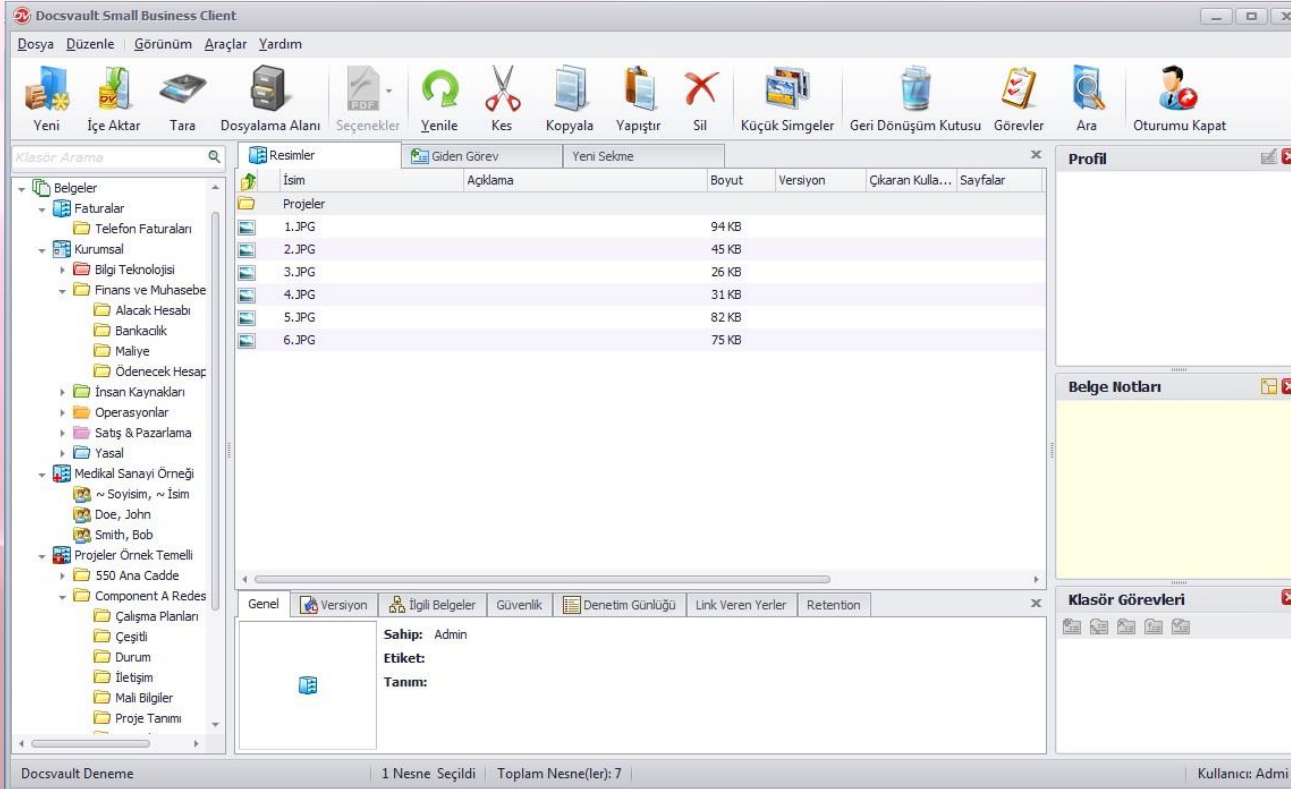 Docsvault Small Business Client
Dosya Düzenle Görünüm Araçlar Yardım
PDF
Yeni İçe Aktar Tara Dosyalama Alanı Seçenekler Yenile Kes Kopyala Yapıştır Sil Küçük Simgeler Geri Dönüşüm Kutusu Görevler Ara Oturumu Kapat
Klasör Arama
Belgeler
Faturalar
Telefon Faturaları
Kurumsal
Bilgi Teknolojisi
Finans ve Muhasebe
Alacak Hesabı
Bankacılık
Maliye
Ödenecek Hesap
İnsan Kaynakları
Operasyonlar
Satış & Pazarlama
Yasal
Medikal Sanayi Örneği
~ Soyisim, ~ İsim
Doe, John
Smith, Bob
Projeler Örnek Temelli
550 Ana Cadde
Component A Redes
Çalışma Planları
Çeşitli
Durum
İletişim
Mali Bilgiler
Proje Tanımı
Resimler Giden Görev Yeni Sekme
İsim Açıklama Boyut Versiyon Çıkaran Kulla... Sayfalar
Projeler
1.JPG 94 KB
2.JPG 45 KB
3.JPG 26 KB
4.JPG 31 KB
5.JPG 82 KB
6.JPG 75 KB
Genel Versiyon İlgili Belgeler Güvenlik Denetim Günlüğü Link Veren Yerler Retention
Sahip: Admin
Etiket:
Tanım:
Profil
Belge Notları
Klasör Görevleri
Docsvault Deneme 1 Nesne Seçildi Toplam Nesne(ler): 7 Kullanıcı: Admi